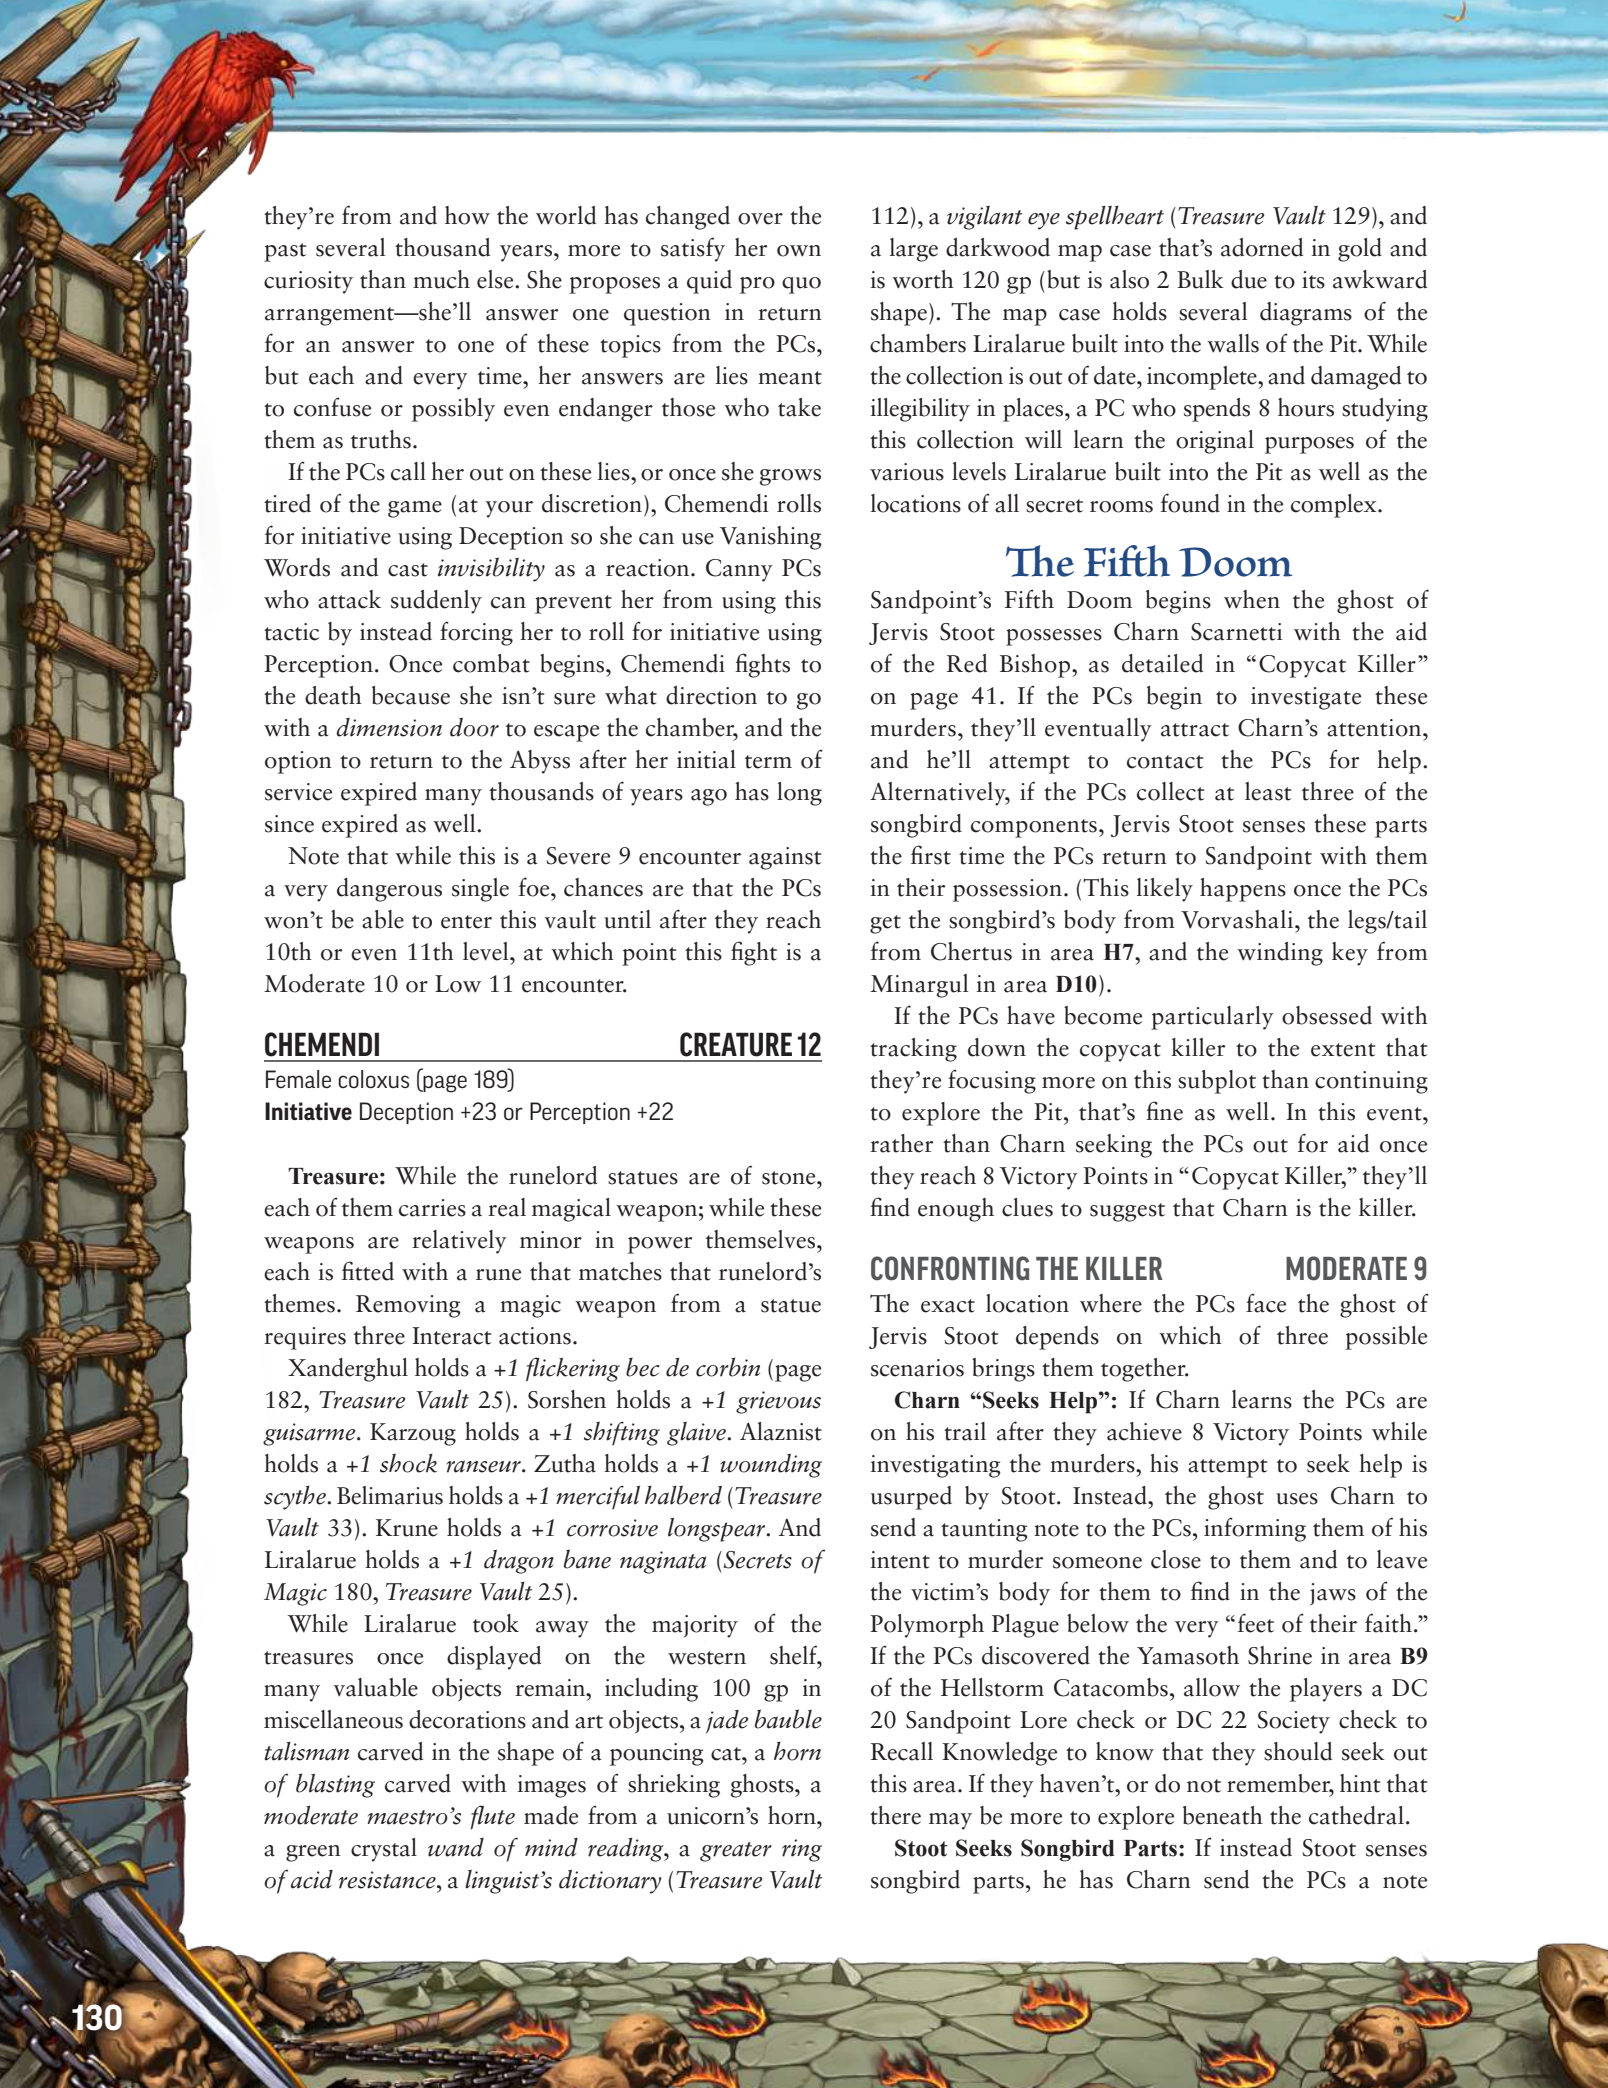 they're from and how the world has changed over the
past several thousand years, more to satisfy her own
curiosity than much else. She proposes a quid pro quo
arrangement—she'll answer one question in return
for an answer to one of these topics from the PCs,
but each and every time, her answers are lies meant
to confuse or possibly even endanger those who take
them as truths.
If the PCs call her out on these lies, or once she grows
tired of the game (at your discretion), Chemendi rolls
for initiative using Deception so she can use Vanishing
Words and cast invisibility as a reaction. Canny PCs
who attack suddenly can prevent her from using this
tactic by instead forcing her to roll for initiative using
Perception. Once combat begins, Chemendi fights to
the death because she isn't sure what direction to go
with a dimension door to escape the chamber, and the
option to return to the Abyss after her initial term of
service expired many thousands of years ago has long
since expired as well.
Note that while this is a Severe 9 encounter against
a very dangerous single foe, chances are that the PCs
won't be able to enter this vault until after they reach
10th or even 11th level, at which point this fight is a
Moderate 10 or Low 11 encounter.
CHEMENDI CREATURE 12
Female coloxus (page 189)
Initiative Deception +23 or Perception +22
Treasure: While the runelord statues are of stone,
each of them carries a real magical weapon; while these
weapons are relatively minor in power themselves,
each is fitted with a rune that matches that runelord's
themes. Removing a magic weapon from a statue
requires three Interact actions.
Xanderghul holds a +1 flickering bec de corbin (page
182, Treasure Vault 25). Sorshen holds a +1 grievous
guisarme. Karzoug holds a +1 shifting glaive. Alaznist
holds a +1 shock ranseur. Zutha holds a +1 wounding
scythe. Belimarius holds a +1 merciful halberd (Treasure
Vault 33). Krune holds a +1 corrosive longspear. And
Liralarue holds a +1 dragon bane naginata (Secrets of
Magic 180, Treasure Vault 25).
While Liralarue took away the majority of the
treasures once displayed on the western shelf,
many valuable objects remain, including 100 gp in
miscellaneous decorations and art objects, a jade bauble
talisman carved in the shape of a pouncing cat, a horn
of blasting carved with images of shrieking ghosts, a
moderate maestro's flute made from a unicorn's horn,
a green crystal wand of mind reading, a greater ring
of acid resistance, a linguist's dictionary (Treasure Vault
112), a vigilant eye spellheart (Treasure Vault 129), and
a large darkwood map case that's adorned in gold and
is worth 120 gp (but is also 2 Bulk due to its awkward
shape). The map case holds several diagrams of the
chambers Liralarue built into the walls of the Pit. While
the collection is out of date, incomplete, and damaged to
illegibility in places, a PC who spends 8 hours studying
this collection will learn the original purposes of the
various levels Liralarue built into the Pit as well as the
locations of all secret rooms found in the complex.
The Fifth Doom
Sandpoint's Fifth Doom begins when the ghost of
Jervis Stoot possesses Charn Scarnetti with the aid
of the Red Bishop, as detailed in “Copycat Killer”
on page 41. If the PCs begin to investigate these
murders, they'll eventually attract Charn's attention,
and he'll attempt to contact the PCs for help.
Alternatively, if the PCs collect at least three of the
songbird components, Jervis Stoot senses these parts
the first time the PCs return to Sandpoint with them
in their possession. (This likely happens once the PCs
get the songbird's body from Vorvashali, the legs/tail
from Chertus in area H7, and the winding key from
Minargul in area D10).
If the PCs have become particularly obsessed with
tracking down the copycat killer to the extent that
they're focusing more on this subplot than continuing
to explore the Pit, that's fine as well. In this event,
rather than Charn seeking the PCs out for aid once
they reach 8 Victory Points in “Copycat Killer,” they'll
find enough clues to suggest that Charn is the killer.
CONFRONTING THE KILLER MODERATE 9
The exact location where the PCs face the ghost of
Jervis Stoot depends on which of three possible
scenarios brings them together.
Charn “Seeks Help”: If Charn learns the PCs are
on his trail after they achieve 8 Victory Points while
investigating the murders, his attempt to seek help is
usurped by Stoot. Instead, the ghost uses Charn to
send a taunting note to the PCs, informing them of his
intent to murder someone close to them and to leave
the victim's body for them to find in the jaws of the
Polymorph Plague below the very “feet of their faith.”
If the PCs discovered the Yamasoth Shrine in area B9
of the Hellstorm Catacombs, allow the players a DC
20 Sandpoint Lore check or DC 22 Society check to
Recall Knowledge to know that they should seek out
this area. If they haven't, or do not remember, hint that
there may be more to explore beneath the cathedral.
Stoot Seeks Songbird Parts: If instead Stoot senses
songbird parts, he has Charn send the PCs a note
130